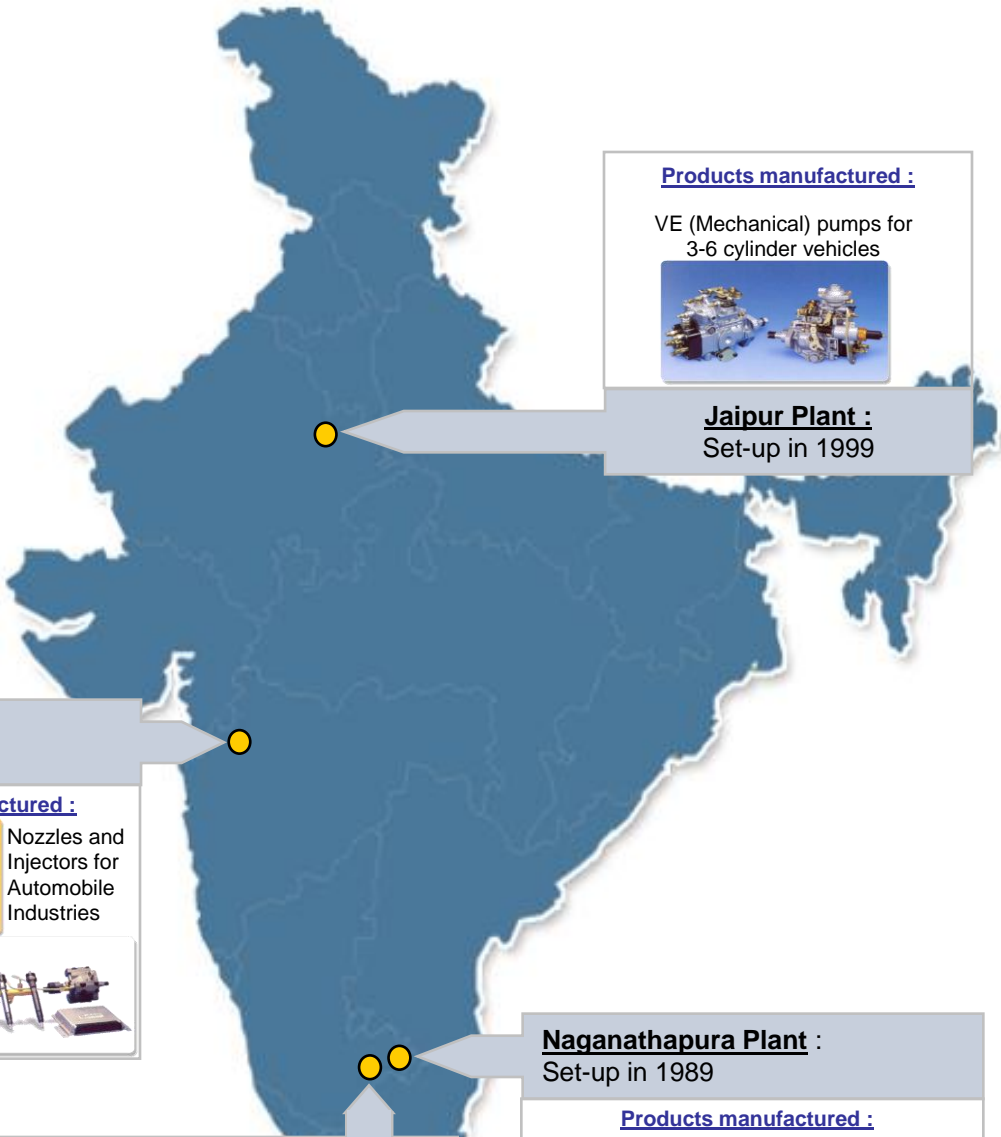 Products manufactured :
VE (Mechanical) pumps for
3-6 cylinder vehicles
Jaipur Plant :
Set-up in 1999
Nozzles and
Injectors for
Automobile
Industries
Naganathapura Plant :
Set-up in 1989
Products manufactured :